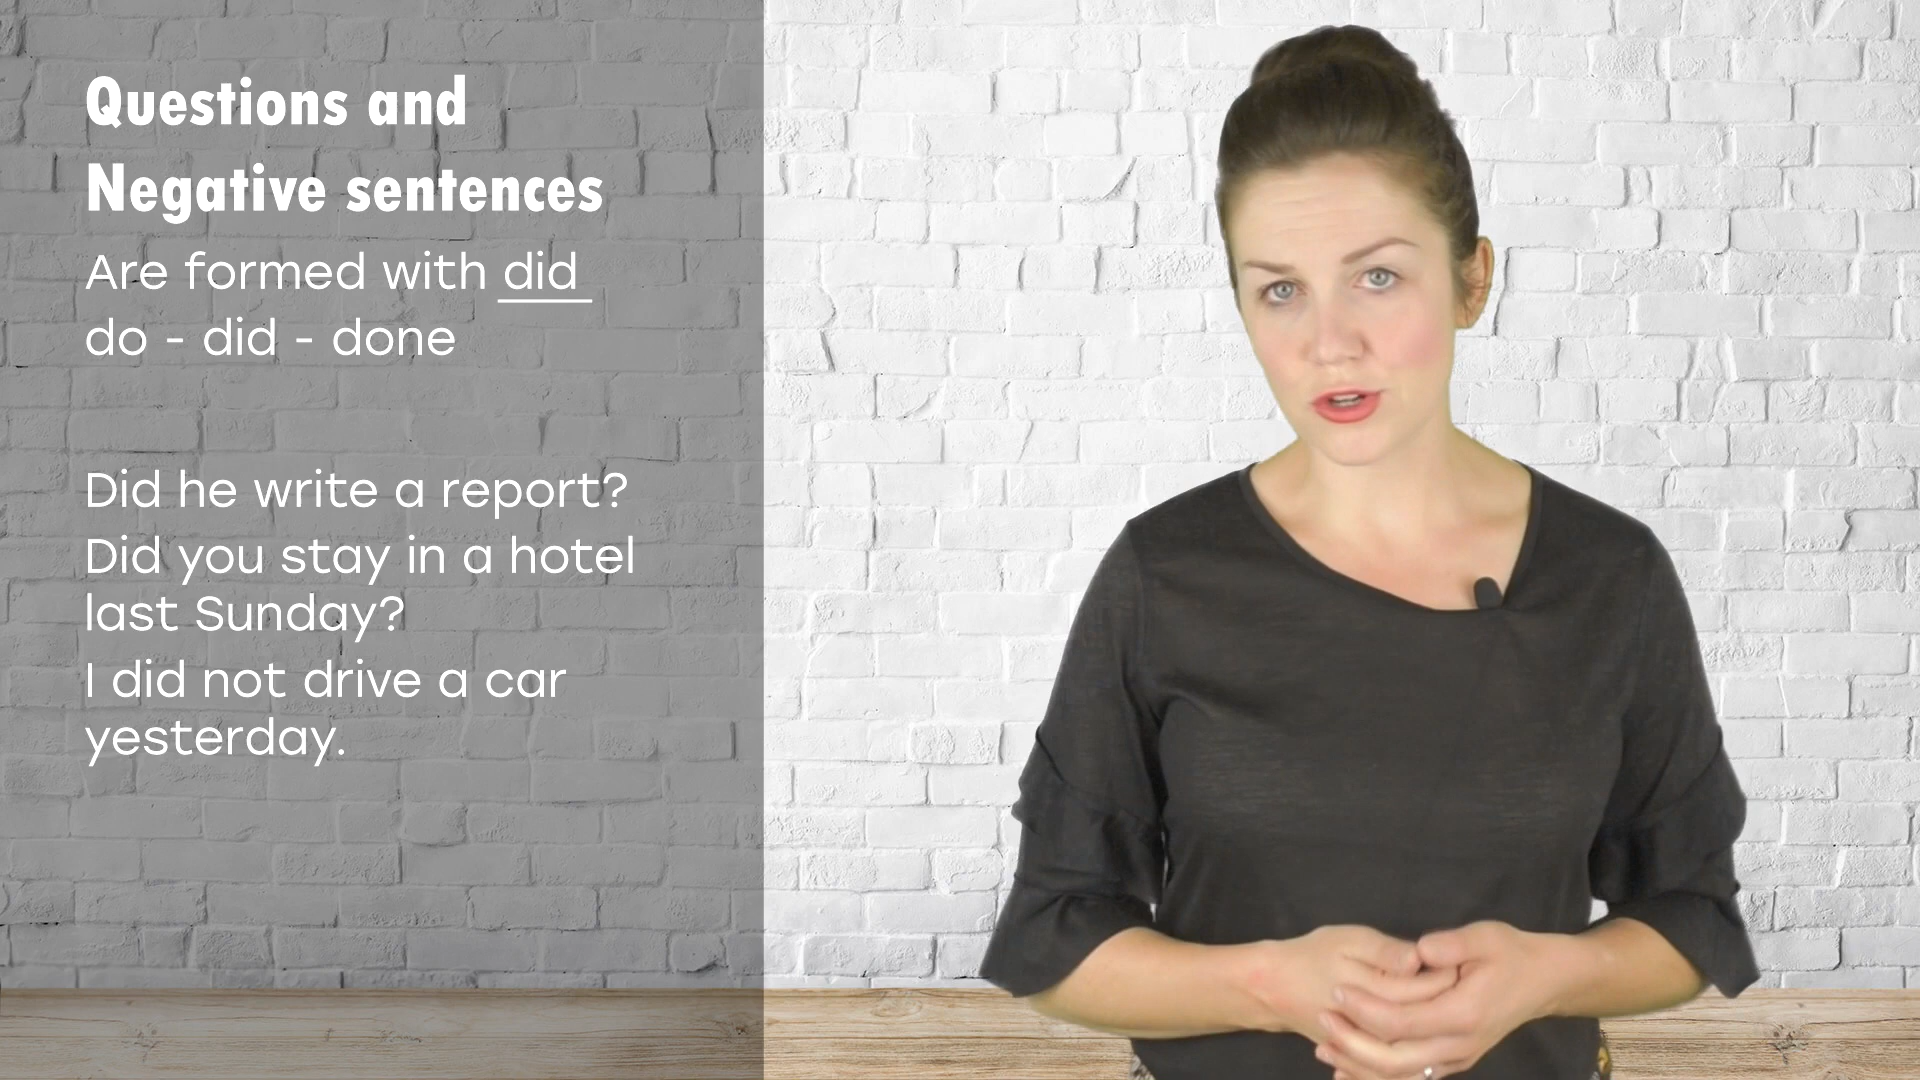 Questions and
Negative sentences
Are formed with did
do - did - done
Did he write a report?
Did you stay in a hotel
last Sunday?
I did not drive a car
yesterday.